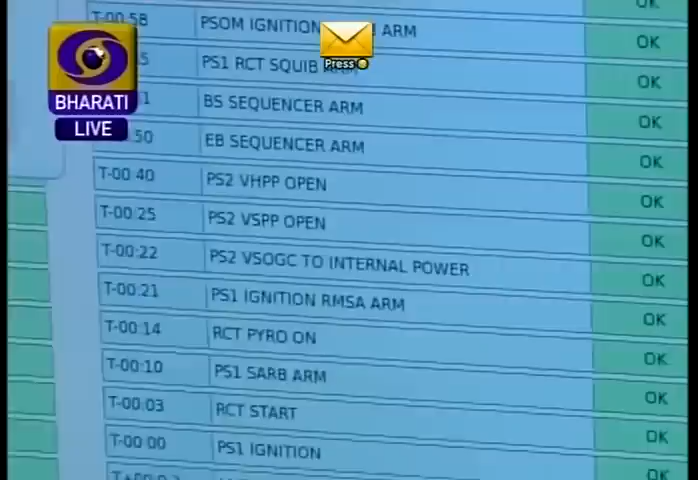 OK
T-00:58 PSOM IGNITION ARM OK
PS1 RCT SQUIB ARM OK
BS SEQUENCER ARM OK
:50 EB SEQUENCER ARM OK
T-00:40 PS2 VHPP OPEN OK
T-00:25 PS2 VSPP OPEN OK
T-00:22 PS2 VSOGC TO INTERNAL POWER OK
T-00:21 PS1 IGNITION RMSA ARM OK
T-00:14 RCT PYRO ON OK
T-00:10 PS1 SARB ARM OK
T-00:03 RCT START OK
T-00:00 PS1 IGNITION OK
BHARATI
LIVE
Press